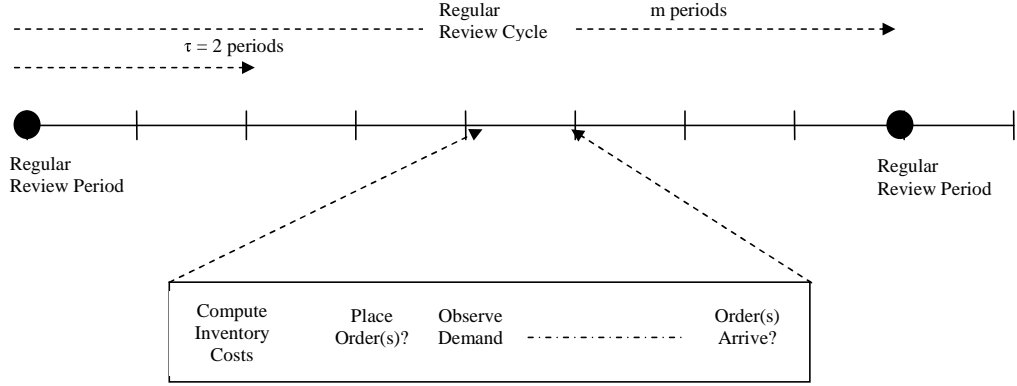 Regular
Review Cycle
m periods
τ = 2 periods
Regular
Review Period
Regular
Review Period
Compute
Inventory
Costs
Place
Order(s)?
Observe
Demand
Order(s)
Arrive?